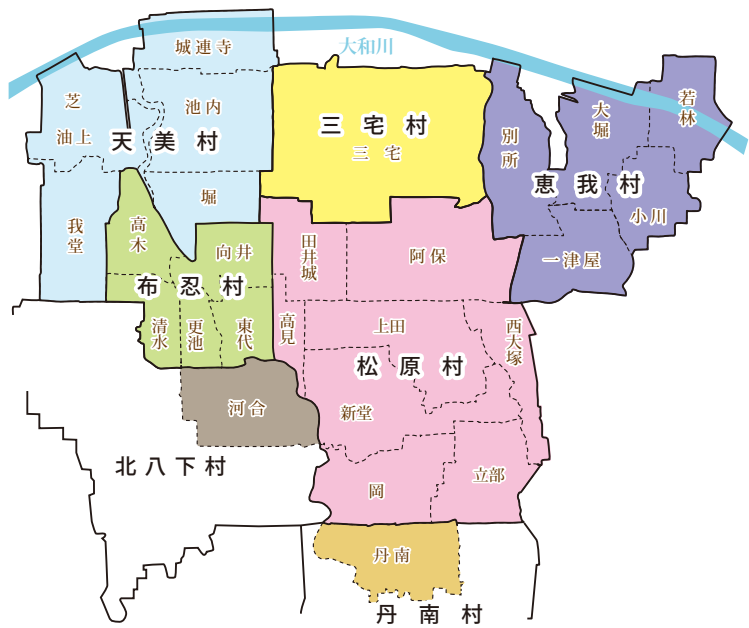 城連寺
大和川
芝
油上
池内
天美村
堀
我堂
三宅村
三宅
別所
大堀
若林
恵我村
小川
一津屋
高木
向井
布忍村
清水
更池
東代
田井城
阿保
高見
上田
西大塚
松原村
新堂
河合
北八下村
岡
立部
丹南
丹南村